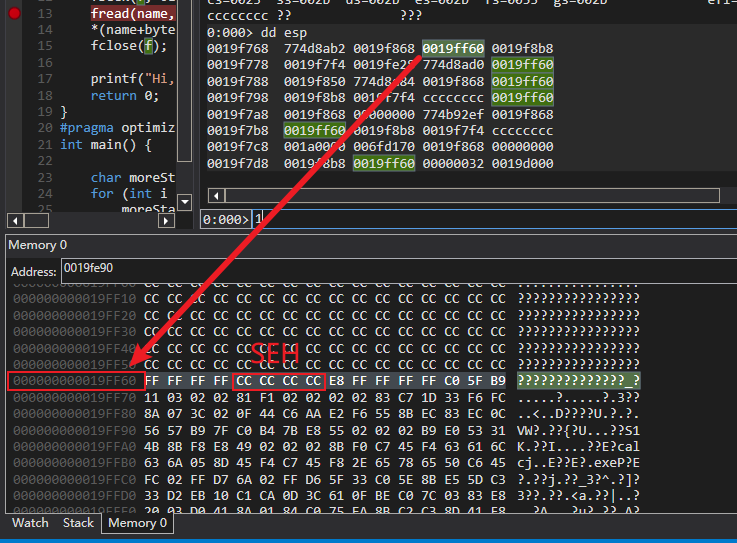 13 fread(name,
14 *(name+byte
15 fclose(f);
16
17 printf("Hi,
18 return 0;
19 }
20 #pragma optimiz
21 int main() {
22
23 char moreSt
24 for (int i
25 moreSta
cccccccc ?? ???
0:000> dd esp
0019f768 774d8ab2 0019f868 0019ff60 0019f8b8
0019f778 0019f7f4 0019fe28 774d8ad0 0019ff60
0019f788 0019f850 774d8c84 0019f868 0019ff60
0019f798 0019f8b8 0019f7f4 cccccccc 0019ff60
0019f7a8 0019f868 00000000 774b92ef 0019f868
0019f7b8 0019ff60 0019f8b8 0019f7f4 cccccccc
0019f7c8 001a0000 006fd170 0019f868 00000000
0019f7d8 0019f8b8 0019ff60 00000032 0019d000
0:000> 1
Memory 0
Address: 0019fe90
000000000019FF10 CC CC CC CC CC CC CC CC CC CC CC CC CC CC CC CC ????????????????
000000000019FF20 CC CC CC CC CC CC CC CC CC CC CC CC CC CC CC CC ????????????????
000000000019FF30 CC CC CC CC CC CC CC CC CC CC CC CC CC CC CC CC ????????????????
000000000019FF40 CC CC CC CC CC CC CC CC CC CC CC CC CC CC CC CC ????????????????
SEH
000000000019FF50 CC CC CC CC CC CC CC CC CC CC CC CC CC CC CC CC ????????????????
000000000019FF60 FF FF FF FF CC CC CC CC E8 FF FF FF FF C0 5F B9 ??????????????_?
000000000019FF70 11 03 02 02 81 F1 02 02 02 02 83 C7 1D 33 F6 FC .....?.....?.3??
000000000019FF80 8A 07 3C 02 0F 44 C6 AA E2 F6 55 8B EC 83 EC 0C ..<..D????U.?.?.
000000000019FF90 56 57 B9 7F C0 B4 7B E8 55 02 02 02 B9 E0 53 31 VW?.??{?U...??S1
000000000019FFA0 4B 8B F8 E8 49 02 02 02 8B F0 C7 45 F4 63 61 6C K.??I....??E?cal
000000000019FFB0 63 6A 05 8D 45 F4 C7 45 F8 2E 65 78 65 50 C6 45 cj..E??E?.exeP?E
000000000019FFC0 FC 02 FF D7 6A 02 FF D6 5F 33 C0 5E 8B E5 5D C3 ?.??j.??_3?^.?]?
000000000019FFD0 33 D2 EB 10 C1 CA 0D 3C 61 0F BE C0 7C 03 83 E8 3??.??.<a.??|..?
Watch Stack Memory 0